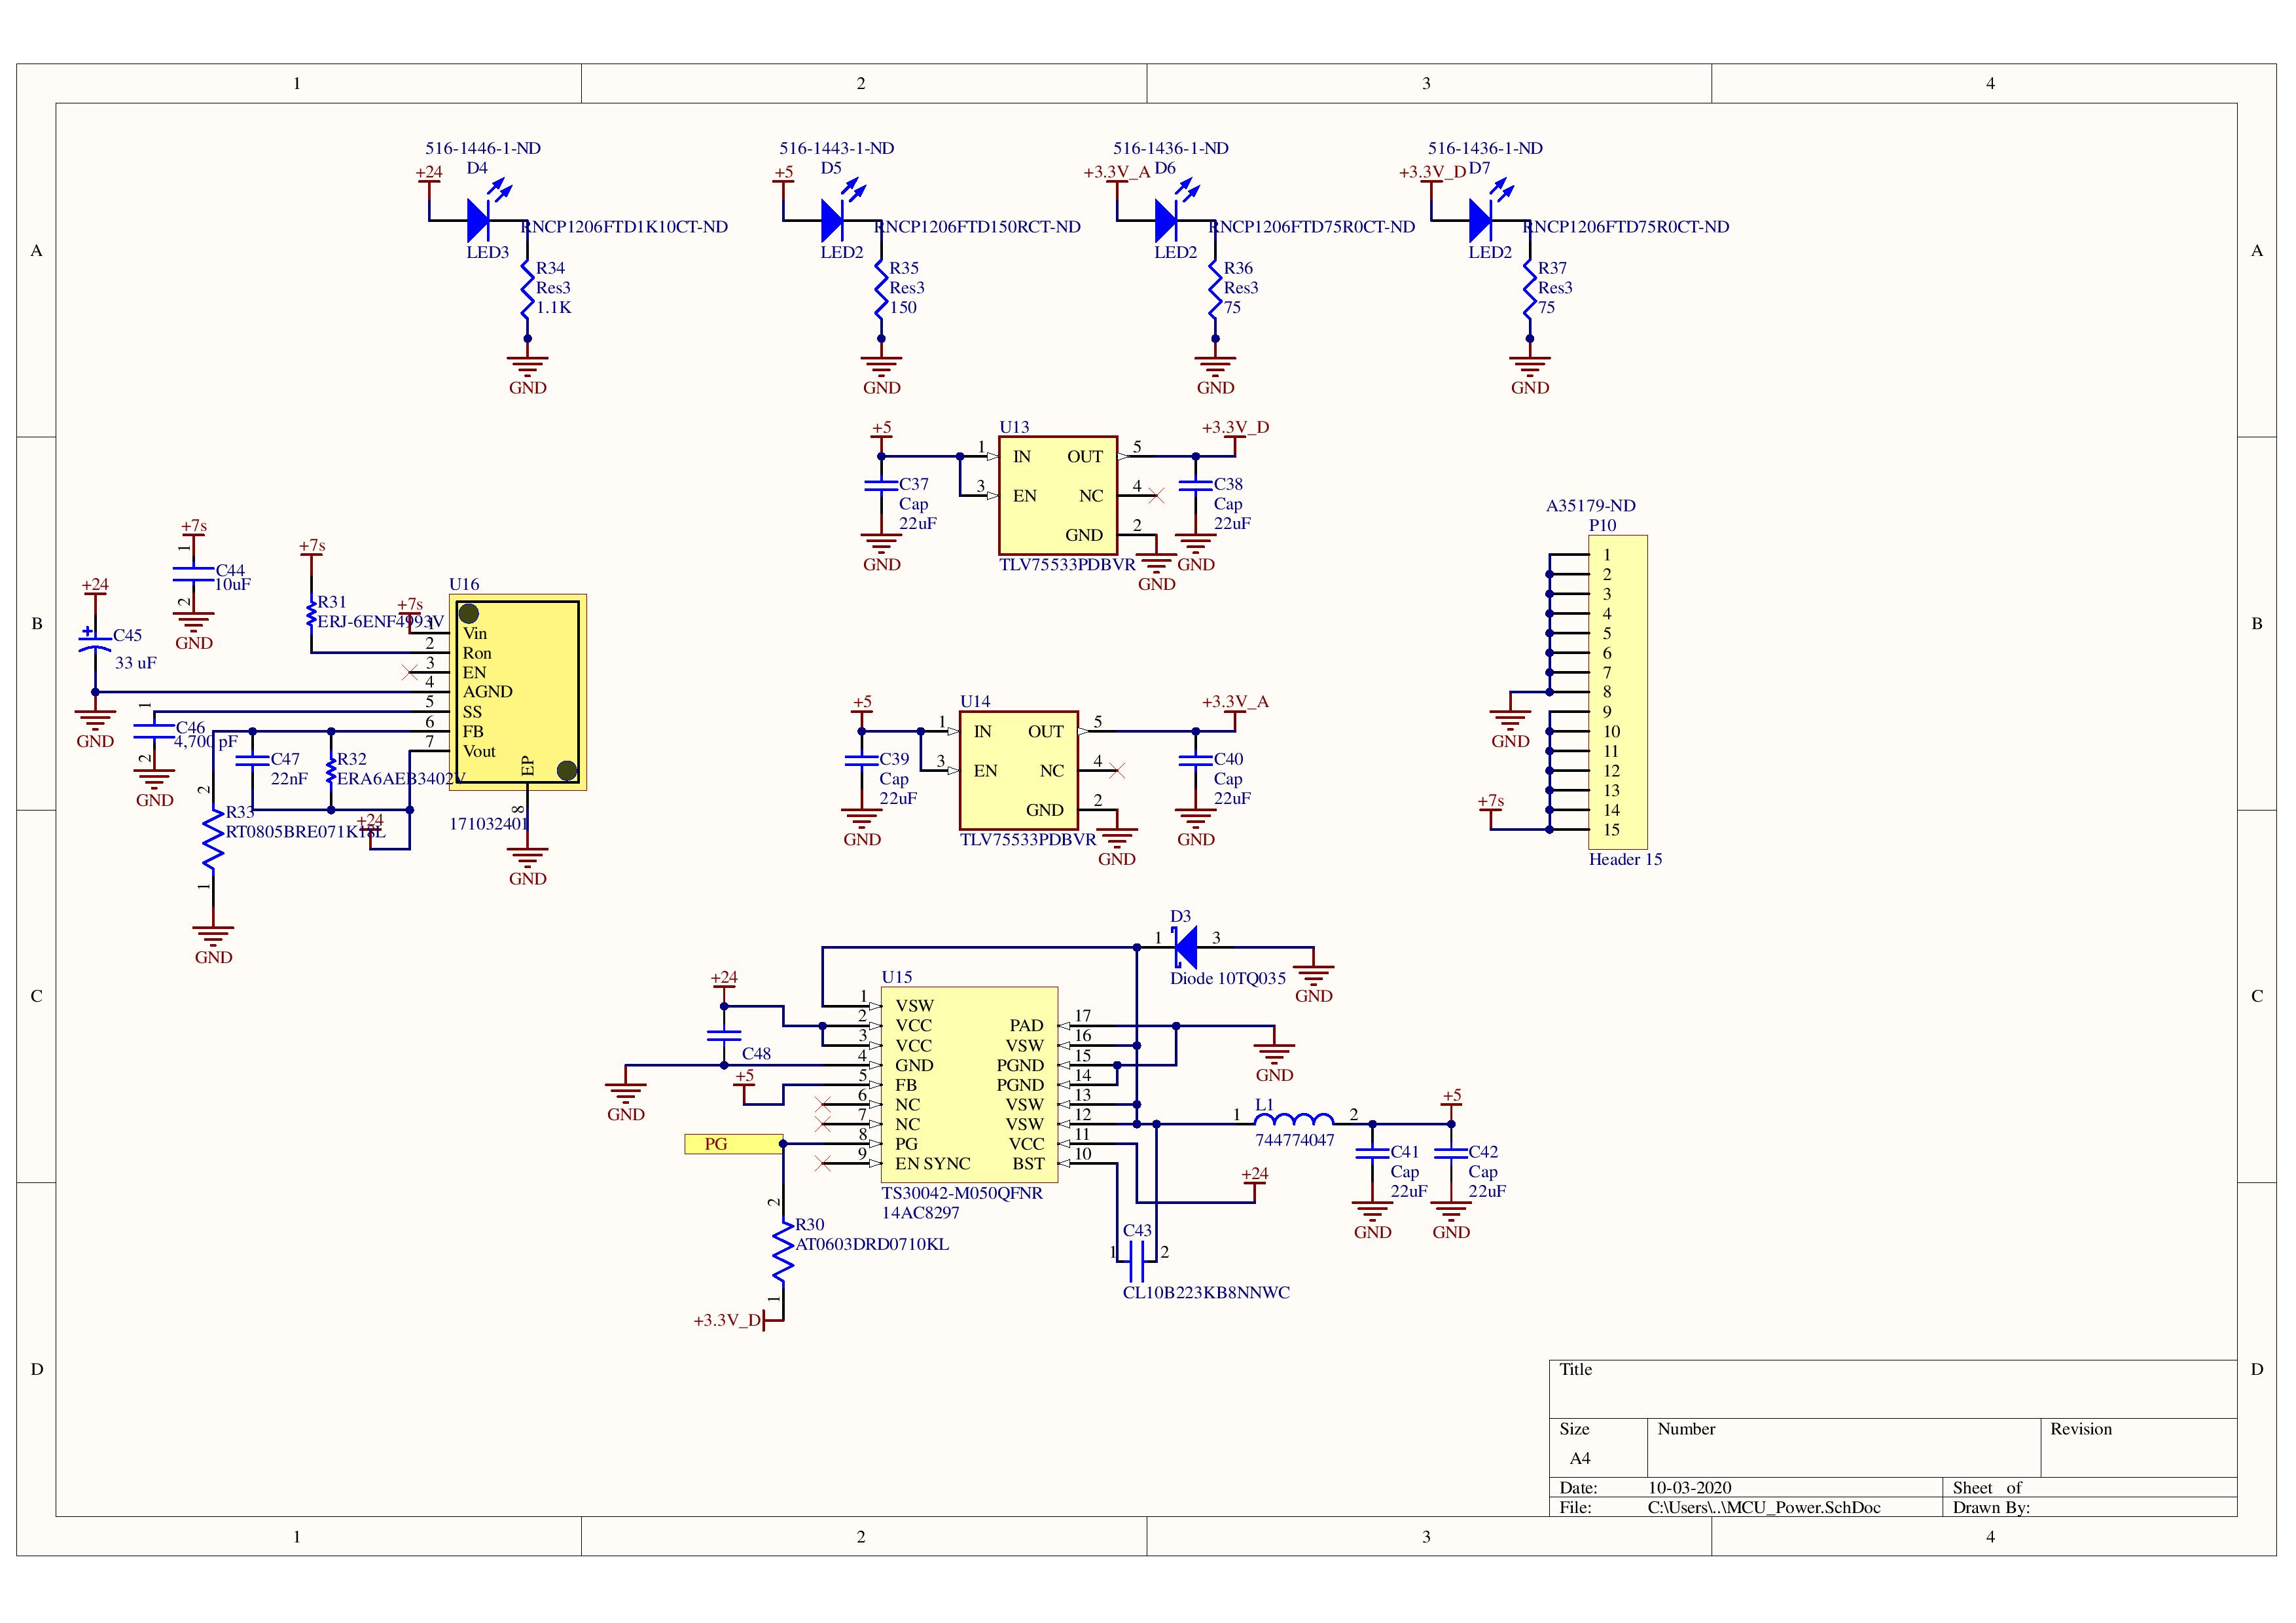 1 2 3 4
A A
516-1446-1-ND
D4
+24
LED3
RNCP1206FTD1K10CT-ND
R34
Res3
1.1K
GND
516-1443-1-ND
D5
+5
LED2
RNCP1206FTD150RCT-ND
R35
Res3
150
GND
516-1436-1-ND
D6
+3.3V_A
LED2
RNCP1206FTD75R0CT-ND
R36
Res3
75
GND
516-1436-1-ND
D7
+3.3V_D
LED2
RNCP1206FTD75R0CT-ND
R37
Res3
75
GND
B B
+5
C37
Cap
22uF
GND
U13
1 IN
3 EN
OUT 5
NC 4
GND 2
TLV75533PDBVR
GND
+3.3V_D
C38
Cap
22uF
GND
+7s
1
C44
10uF
2
GND
+24
C45
33 uF
GND
+7s
R31
ERJ-6ENF4993V
+7s
U16
1 Vin
2 Ron
3 EN
4 AGND
5 SS
6 FB
7 Vout
EP
8
171032401
GND
1
C46
4,700 pF
2
GND
C47
22nF
R32
ERA6AEB3402V
+24
2
R33
RT0805BRE071K18L
1
GND
+5
C39
Cap
22uF
GND
U14
1 IN
3 EN
OUT 5
NC 4
GND 2
TLV75533PDBVR
GND
+3.3V_A
C40
Cap
22uF
GND
A35179-ND
P10
1
2
3
4
5
6
7
8
9
10
11
12
13
14
15
Header 15
GND
+7s
C C
D3
1 3
Diode 10TQ035
GND
+24
C48
GND
+5
PG
U15
1 VSW
2 VCC
3 VCC
4 GND
5 FB
6 NC
7 NC
8 PG
9 EN SYNC
PAD 17
VSW 16
PGND 15
PGND 14
VSW 13
VSW 12
VCC 11
BST 10
TS30042-M050QFNR
14AC8297
GND
L1
1 2
744774047
+5
C41
Cap
22uF
GND
C42
Cap
22uF
GND
+24
C43
1 2
CL10B223KB8NNWC
2
R30
AT0603DRD0710KL
1
+3.3V_D
D D
Title
Size
A4
Number
Revision
Date: 10-03-2020
Sheet of
File: C:\Users\..\MCU_Power.SchDoc
Drawn By:
1 2 3 4